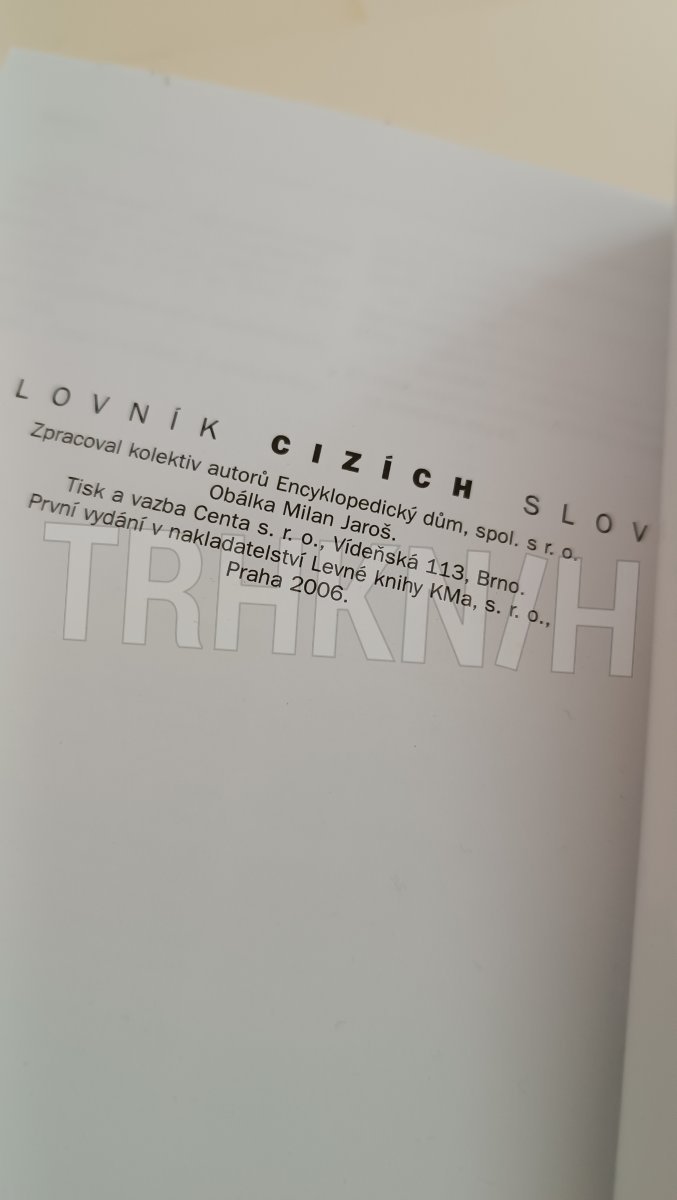 LOVNÍK CIZÍCH SLOV
Zpracoval kolektiv autorů Encyklopedický dům, spol. s r. o.
Obálka Milan Jaroš.
Tisk a vazba Centa s. r. o., Vídeňská 113, Brno.
První vydání v nakladatelství Levné knihy KMa, s. r. o.,
Praha 2006.
TRHKNIH